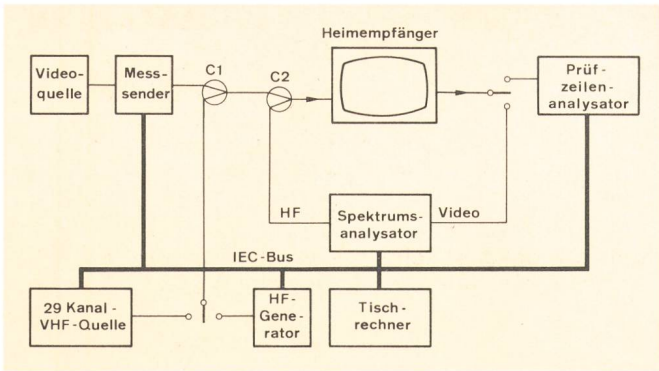 Heimempfänger
Video-
quelle
Mess-
sender
C1
C2
Prüf-
zeilen-
analysator
HF
Spektrums-
analysator
Video
IEC-Bus
29 Kanal-
VHF-Quelle
HF-
Gene-
rator
Tisch-
rechner